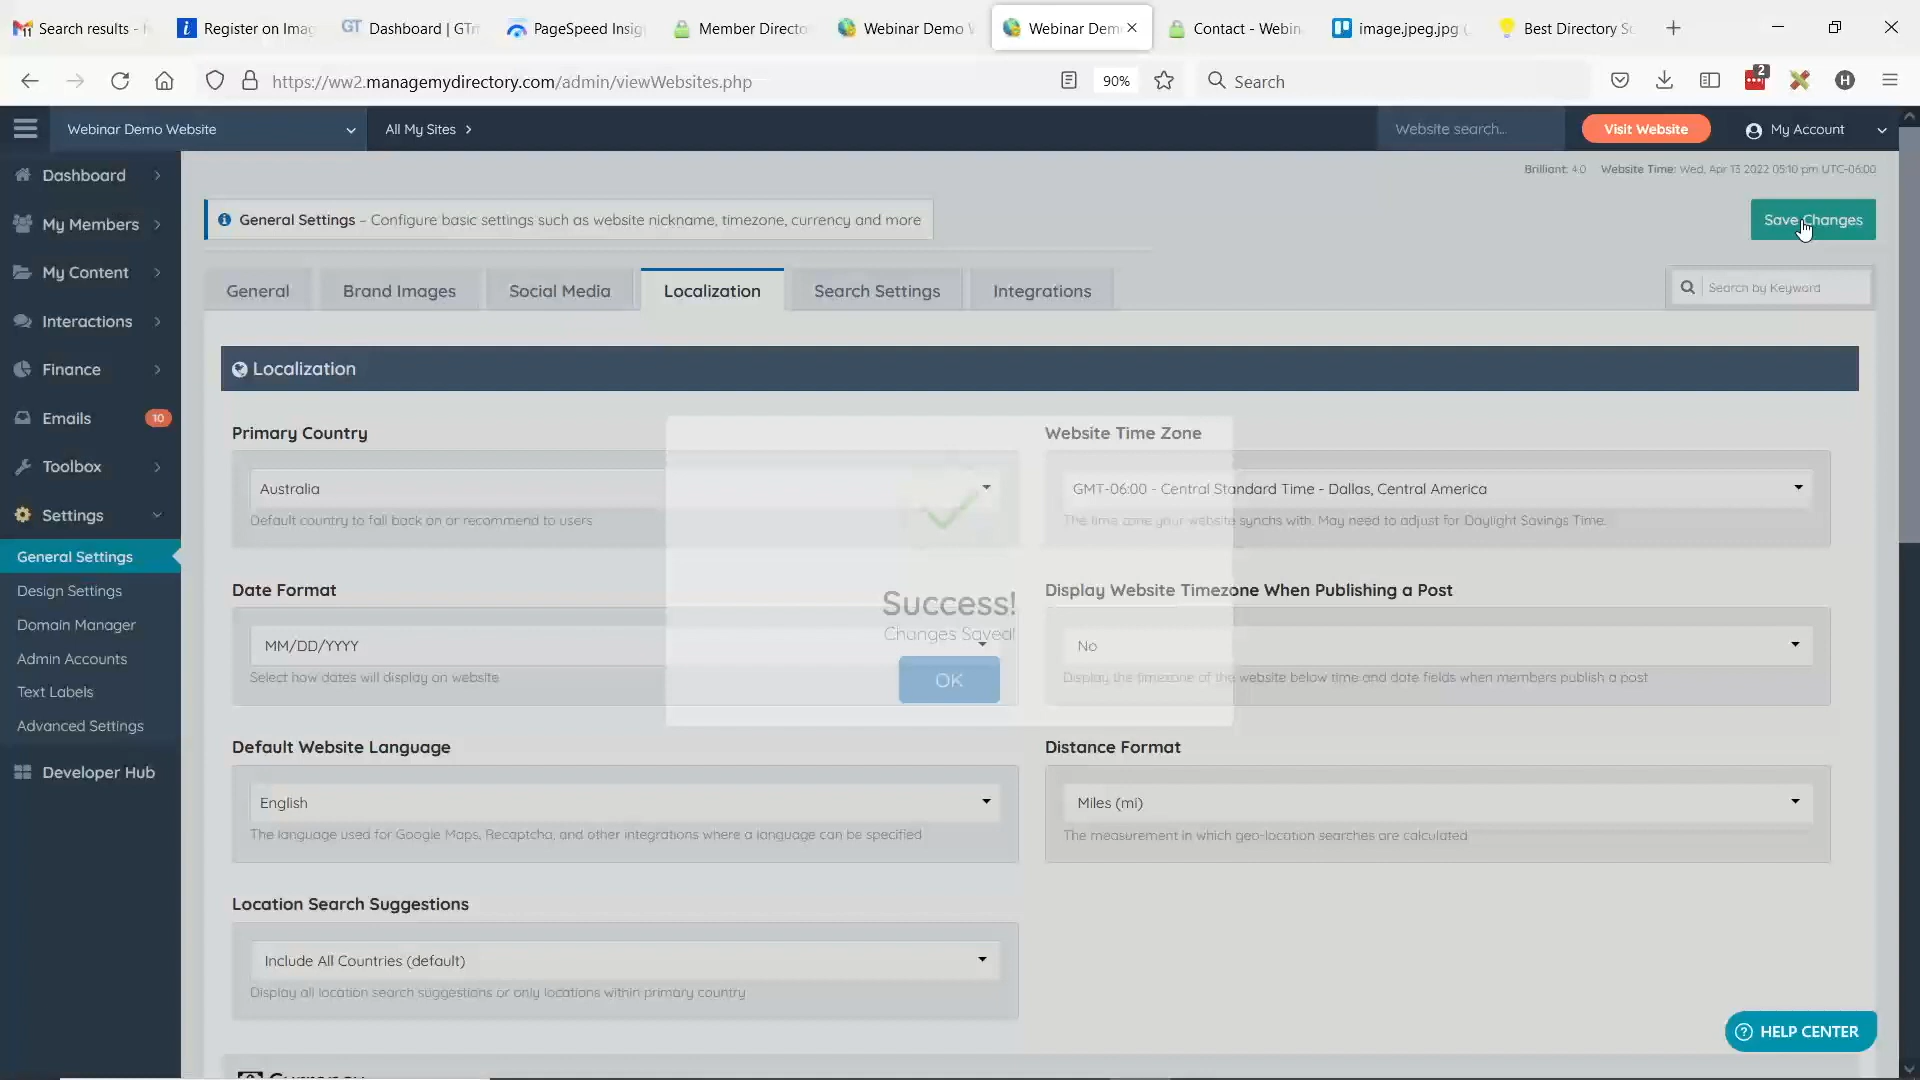 Search results - h
Register on Imag
GT Dashboard | GTm
PageSpeed Insig
Member Directo
Webinar Demo W
Webinar Dem
Contact - Webin
image.jpeg.jpg (
Best Directory So
https://ww2.managemydirectory.com/admin/viewWebsites.php
90%
Search
2
H
Webinar Demo Website
All My Sites
Website search...
Visit Website
My Account
Dashboard
My Members
My Content
Interactions
Finance
Emails 10
Toolbox
Settings
General Settings
Design Settings
Domain Manager
Admin Accounts
Text Labels
Advanced Settings
Developer Hub
Brilliant: 4.0 Website Time: Wed, Apr 13 2022 05:10 pm UTC-06:00
General Settings – Configure basic settings such as website nickname, timezone, currency and more
Save Changes
General
Brand Images
Social Media
Localization
Search Settings
Integrations
Search by Keyword
Localization
Primary Country
Australia
Default country to fall back on or recommend to users
Website Time Zone
GMT-06:00 - Central Standard Time - Dallas, Central America
The time zone your website synchs with. May need to adjust for Daylight Savings Time.
Date Format
MM/DD/YYYY
Select how dates will display on website
Display Website Timezone When Publishing a Post
No
Display the timezone of the website below time and date fields when members publish a post
Success!
Changes Saved!
OK
Default Website Language
English
The language used for Google Maps, Recaptcha, and other integrations where a language can be specified
Distance Format
Miles (mi)
The measurement in which geo-location searches are calculated
Location Search Suggestions
Include All Countries (default)
Display all location search suggestions or only locations within primary country
Currency
HELP CENTER